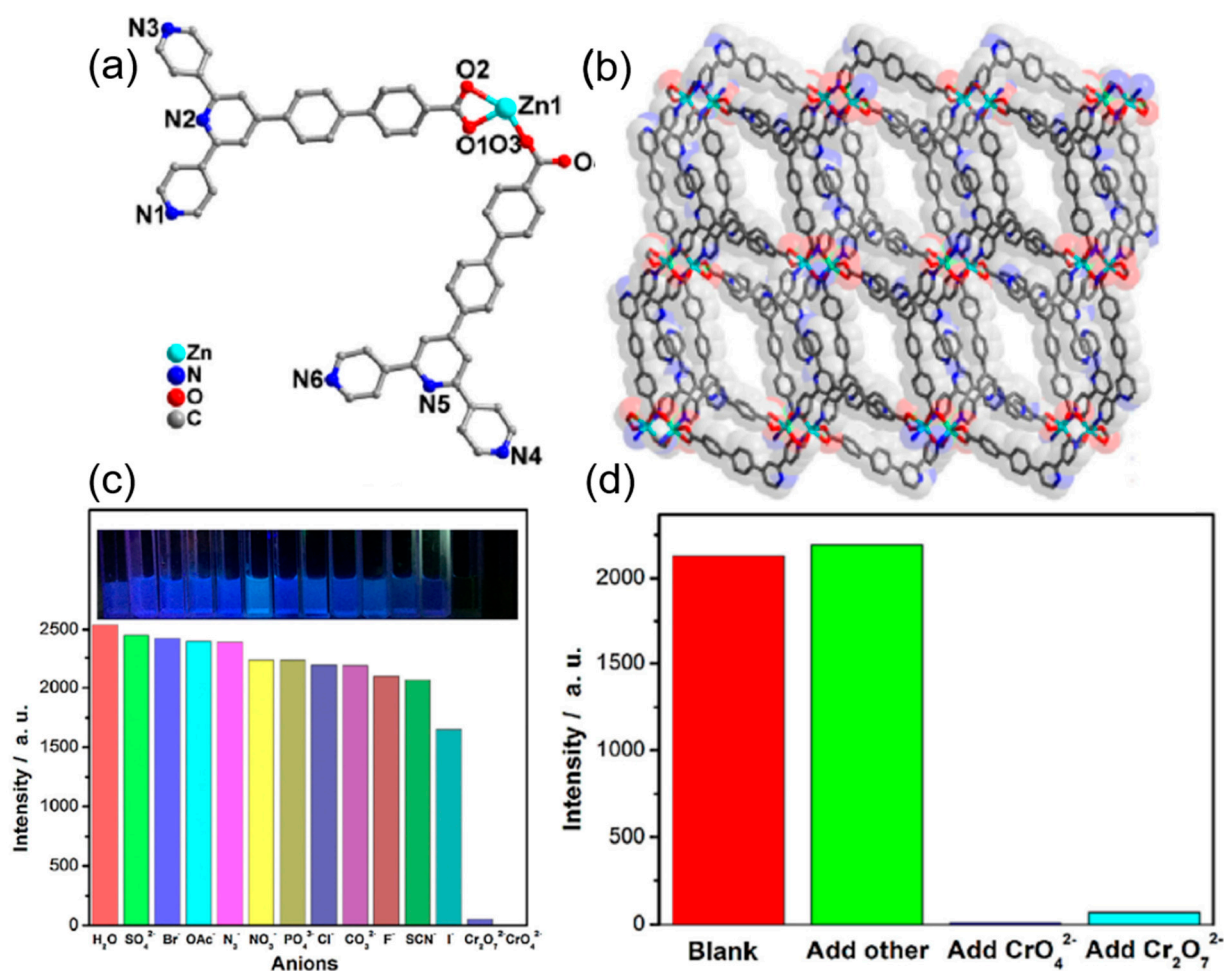 (a)
N3
O2
Zn1
N2
O1O3
O
N1
Zn
N
O
C
N6
N5
N4
(b)
(c)
Intensity / a. u.
2500
2000
1500
1000
500
0
H₂O SO₄²⁻ Br⁻ OAc⁻ N₃⁻ NO₃⁻ PO₄³⁻ Cl⁻ CO₃²⁻ F⁻ SCN⁻ I⁻ Cr₂O₇²⁻ CrO₄²⁻
Anions
(d)
Intensity / a. u.
2000
1500
1000
500
0
Blank Add other Add CrO₄²⁻ Add Cr₂O₇²⁻